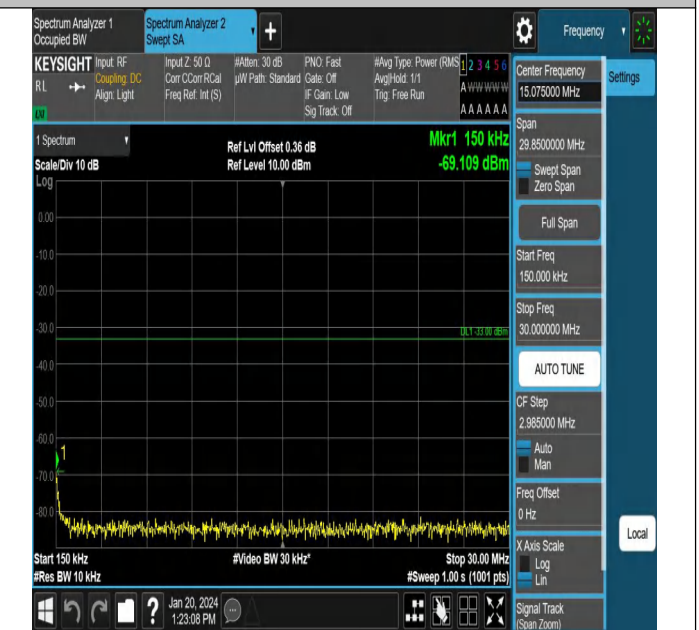 Spectrum Analyzer 1
Occupied BW
Spectrum Analyzer 2
Swept SA
Frequency
KEYSIGHT
RL
Input: RF
Coupling: DC
Align: Light
Input Z: 50 Ω
Corr CCorr RCal
Freq Ref: Int (S)
#Atten: 30 dB
µW Path: Standard
PNO: Fast
Gate: Off
IF Gain: Low
Sig Track: Off
#Avg Type: Power (RMS
Avg|Hold: 1/1
Trig: Free Run
1 2 3 4 5 6
A W W W W W
A A A A A A
LNI
1 Spectrum
Scale/Div 10 dB
Log
Ref Lvl Offset 0.36 dB
Ref Level 10.00 dBm
Mkr1 150 kHz
-69.109 dBm
0.00
-10.0
-20.0
-30.0
DL1 -33.00 dBm
-40.0
-50.0
-60.0
1
-70.0
-80.0
Start 150 kHz
#Res BW 10 kHz
#Video BW 30 kHz*
Stop 30.00 MHz
#Sweep 1.00 s (1001 pts)
Jan 20, 2024
1:23:08 PM
Center Frequency
15.075000 MHz
Settings
Span
29.8500000 MHz
Swept Span
Zero Span
Full Span
Start Freq
150.000 kHz
Stop Freq
30.000000 MHz
AUTO TUNE
CF Step
2.985000 MHz
Auto
Man
Freq Offset
0 Hz
Local
X Axis Scale
Log
Lin
Signal Track
(Span Zoom)